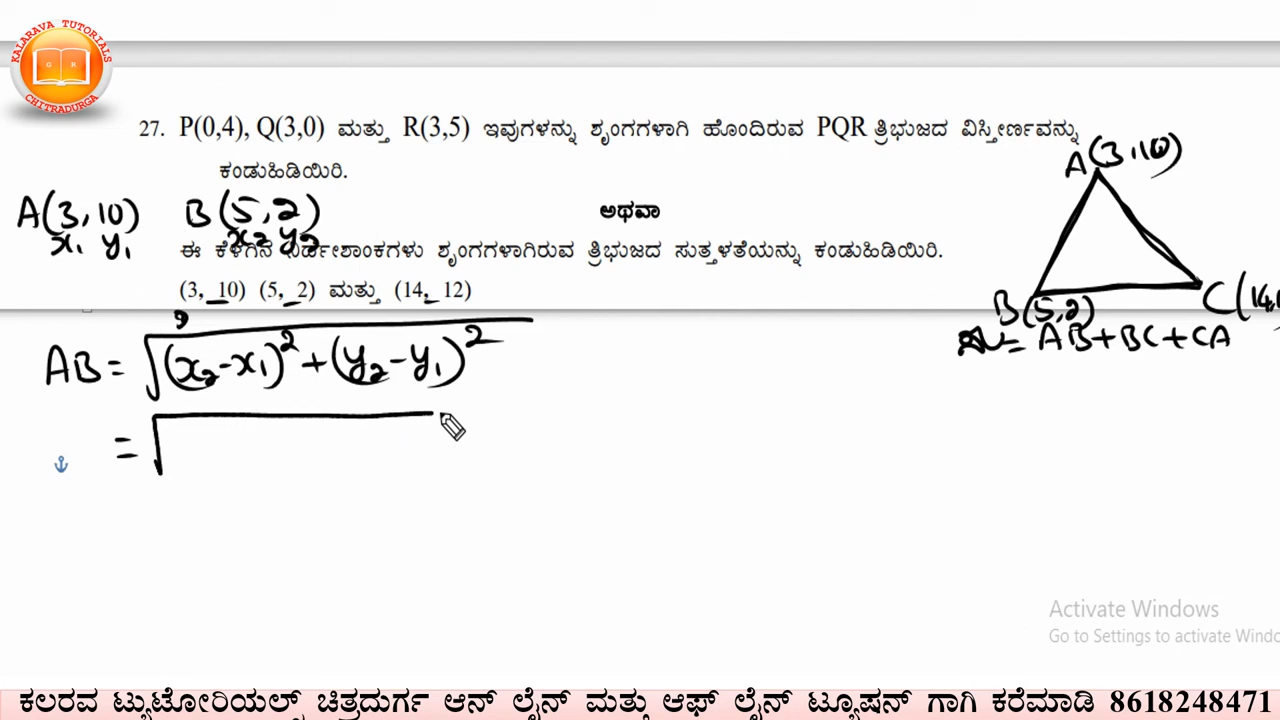 KALARAVA TUTORIALS
G R
CHITRADURGA
27. P(0,4), Q(3,0) ಮತ್ತು R(3,5) ಇವುಗಳನ್ನು ಶೃಂಗಗಳಾಗಿ ಹೊಂದಿರುವ PQR ತ್ರಿಭುಜದ ವಿಸ್ತೀರ್ಣವನ್ನು
ಕಂಡುಹಿಡಿಯಿರಿ.
A(3,10)
A(3,10) B(5,2)
x₁ y₁ x₂ y₂
ಅಥವಾ
ಈ ಕೆಳಗಿನ ನಿರ್ದೇಶಾಂಕಗಳು ಶೃಂಗಗಳಾಗಿರುವ ತ್ರಿಭುಜದ ಸುತ್ತಳತೆಯನ್ನು ಕಂಡುಹಿಡಿಯಿರಿ.
(3, 10) (5, 2) ಮತ್ತು (14, 12)
B(5,2) C(14,
= AB+BC+CA
AB = √(x₂-x₁)²+(y₂-y₁)²
= √
Activate Windows
Go to Settings to activate Windo
ಕಲರವ ಟ್ಯುಟೋರಿಯಲ್ಸ್ ಚಿತ್ರದುರ್ಗ ಆನ್ ಲೈನ್ ಮತ್ತು ಆಫ್ ಲೈನ್ ಟ್ಯೂಷನ್ ಗಾಗಿ ಕರೆಮಾಡಿ 8618248471